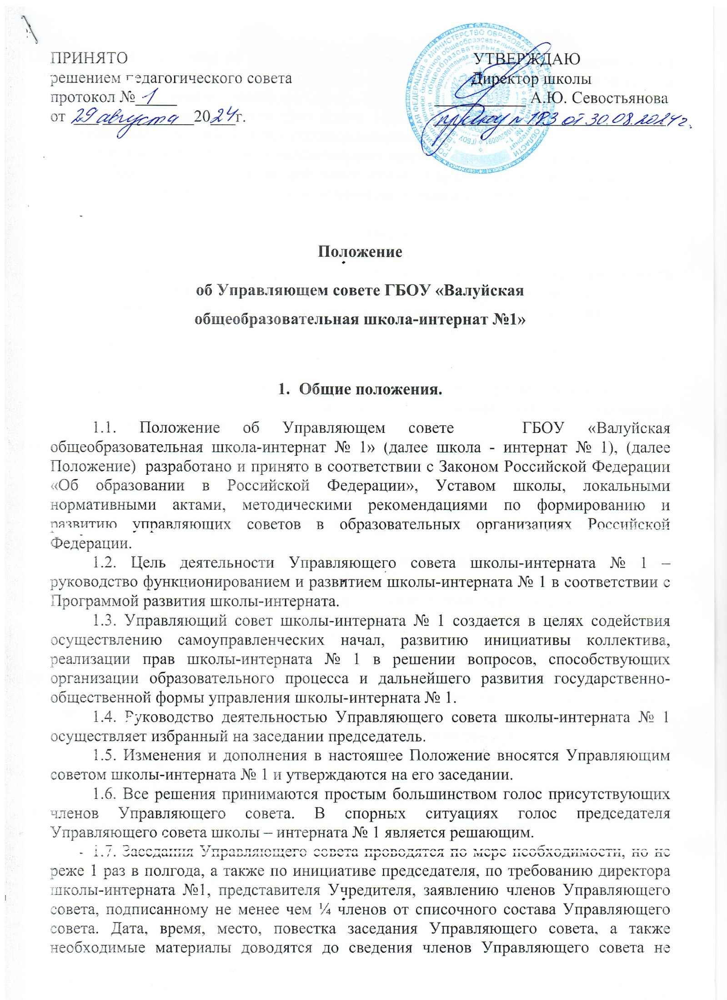 ПРИНЯТО
решением педагогического совета
протокол № 1
от 29 августа 2024г.
УТВЕРЖДАЮ
Директор школы
А.Ю. Севостьянова
приказ № 183 от 30.08.2024 г.
Положение
об Управляющем совете ГБОУ «Валуйская
общеобразовательная школа-интернат №1»
1. Общие положения.
1.1. Положение об Управляющем совете ГБОУ «Валуйская
общеобразовательная школа-интернат № 1» (далее школа - интернат № 1), (далее
Положение) разработано и принято в соответствии с Законом Российской Федерации
«Об образовании в Российской Федерации», Уставом школы, локальными
нормативными актами, методическими рекомендациями по формированию и
развитию управляющих советов в образовательных организациях Российской
Федерации.
1.2. Цель деятельности Управляющего совета школы-интерната № 1 –
руководство функционированием и развитием школы-интерната № 1 в соответствии с
Программой развития школы-интерната.
1.3. Управляющий совет школы-интерната № 1 создается в целях содействия
осуществлению самоуправленческих начал, развитию инициативы коллектива,
реализации прав школы-интерната № 1 в решении вопросов, способствующих
организации образовательного процесса и дальнейшего развития государственно-
общественной формы управления школы-интерната № 1.
1.4. Руководство деятельностью Управляющего совета школы-интерната № 1
осуществляет избранный на заседании председатель.
1.5. Изменения и дополнения в настоящее Положение вносятся Управляющим
советом школы-интерната № 1 и утверждаются на его заседании.
1.6. Все решения принимаются простым большинством голос присутствующих
членов Управляющего совета. В спорных ситуациях голос председателя
Управляющего совета школы – интерната № 1 является решающим.
1.7. Заседания Управляющего совета проводятся по мере необходимости, но не
реже 1 раз в полгода, а также по инициативе председателя, по требованию директора
школы-интерната №1, представителя Учредителя, заявлению членов Управляющего
совета, подписанному не менее чем ¼ членов от списочного состава Управляющего
совета. Дата, время, место, повестка заседания Управляющего совета, а также
необходимые материалы доводятся до сведения членов Управляющего совета не